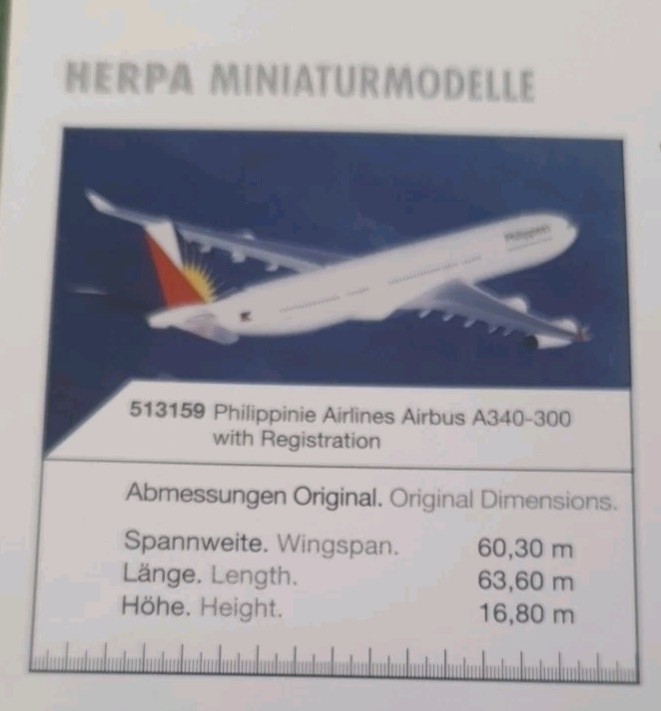 HERPA MINIATURMODELLE
Philippines
513159 Philippinie Airlines Airbus A340-300
with Registration
Abmessungen Original. Original Dimensions.
Spannweite. Wingspan. 60,30 m
Länge. Length. 63,60 m
Höhe. Height. 16,80 m